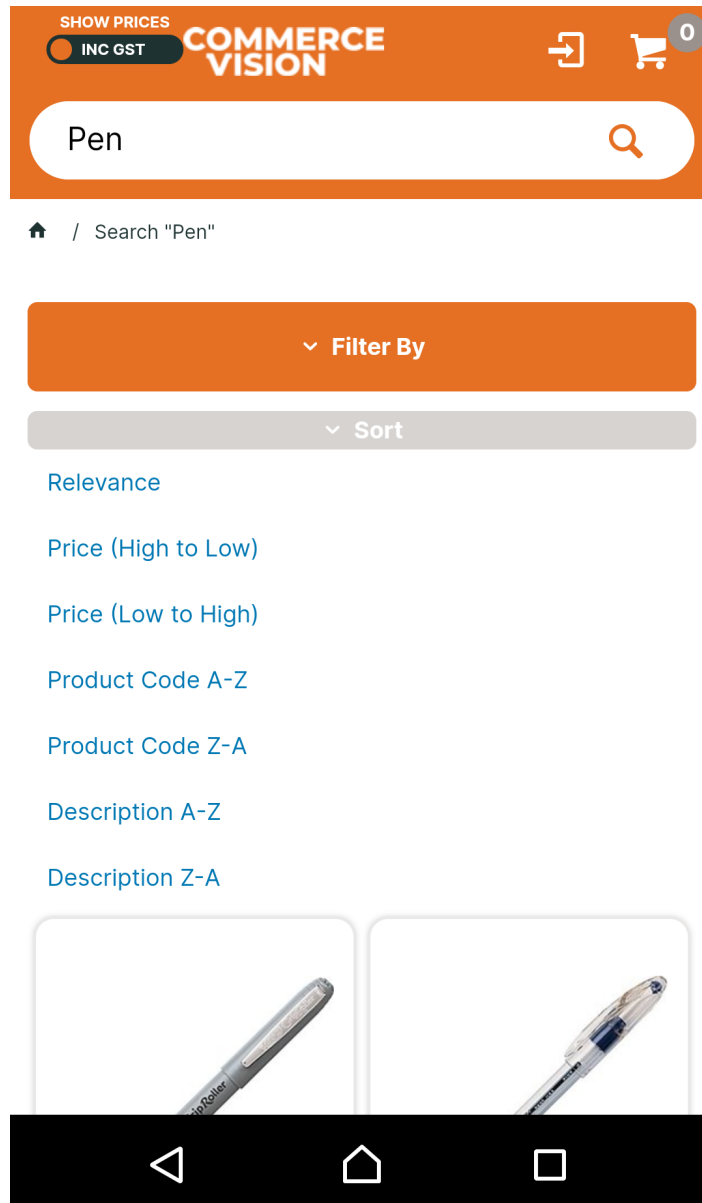 SHOW PRICES
INC GST
COMMERCE
VISION
0
Pen
/ Search "Pen"
Filter By
Sort
Relevance
Price (High to Low)
Price (Low to High)
Product Code A-Z
Product Code Z-A
Description A-Z
Description Z-A
Roller